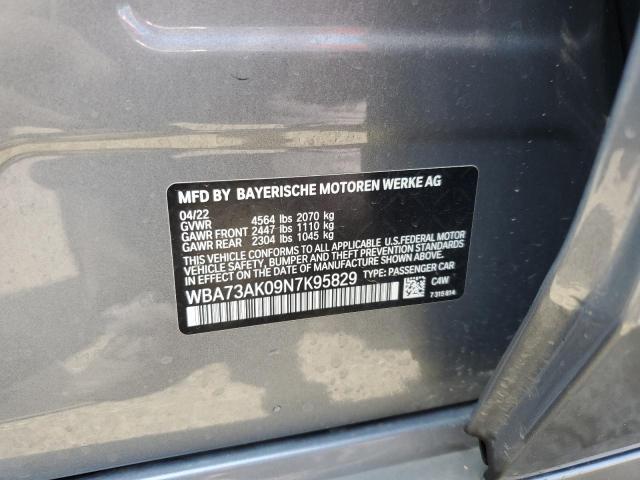 MFD BY BAYERISCHE MOTOREN WERKE AG
04/22
GVWR 4564 lbs 2070 kg
GAWR FRONT 2447 lbs 1110 kg
GAWR REAR 2304 lbs 1045 kg
THIS VEHICLE CONFORMS TO ALL APPLICABLE U.S.FEDERAL MOTOR
VEHICLE SAFETY, BUMPER AND THEFT PREVENTION STANDARDS
IN EFFECT ON THE DATE OF MANUFACTURE SHOWN ABOVE.
WBA73AK09N7K95829 TYPE: PASSENGER CAR
C4W
7315814